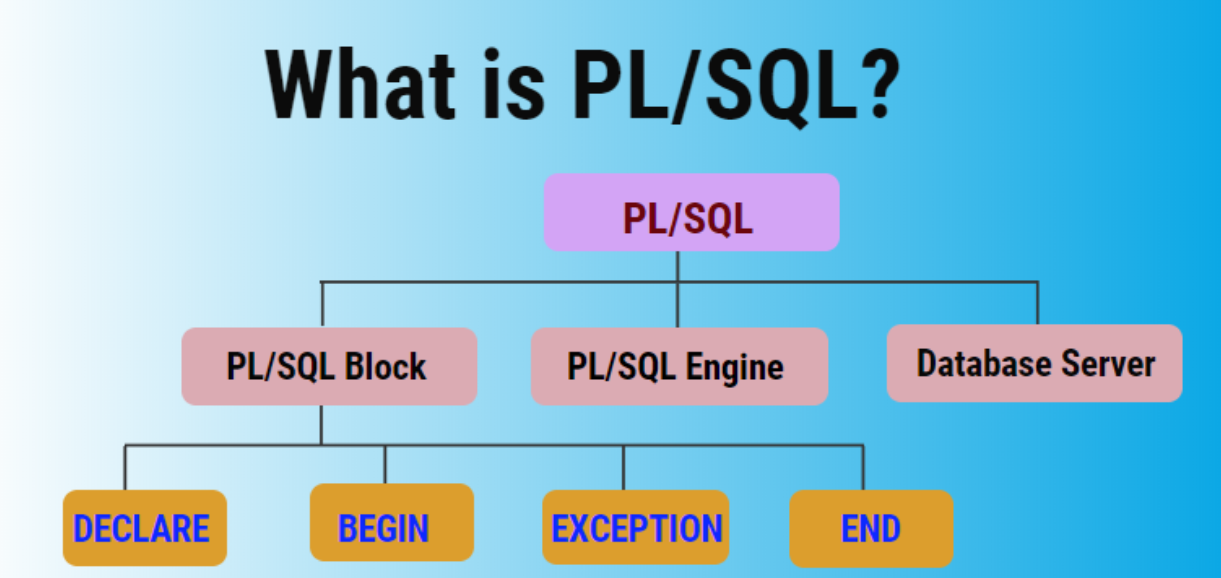 What is PL/SQL?
PL/SQL
PL/SQL Block
PL/SQL Engine
Database Server
DECLARE
BEGIN
EXCEPTION
END